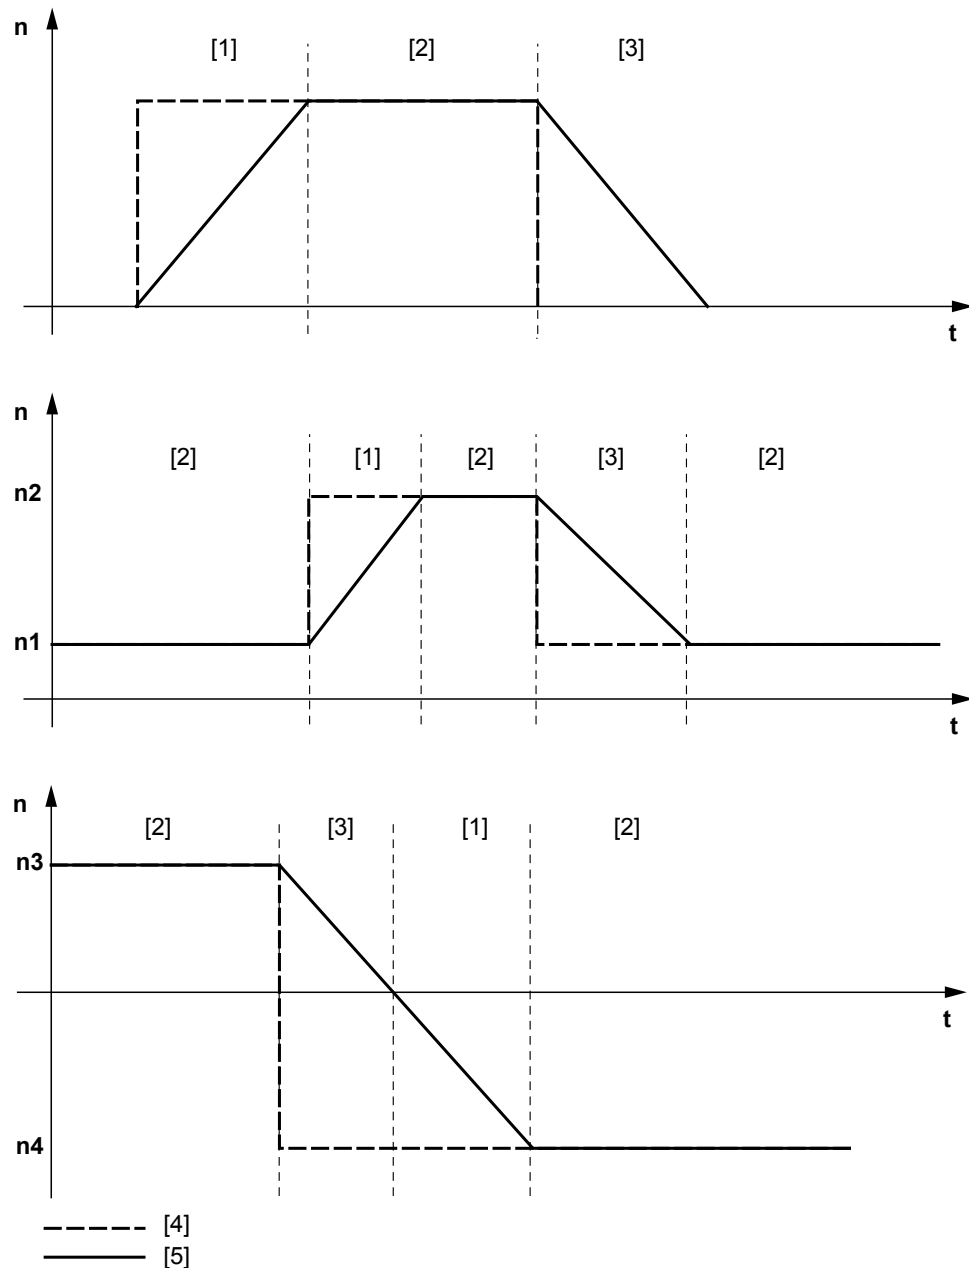 n
[1] [2] [3]
t
n
[2] [1] [2] [3] [2]
n2
n1
t
n
[2] [3] [1] [2]
n3
t
n4
[4]
[5]